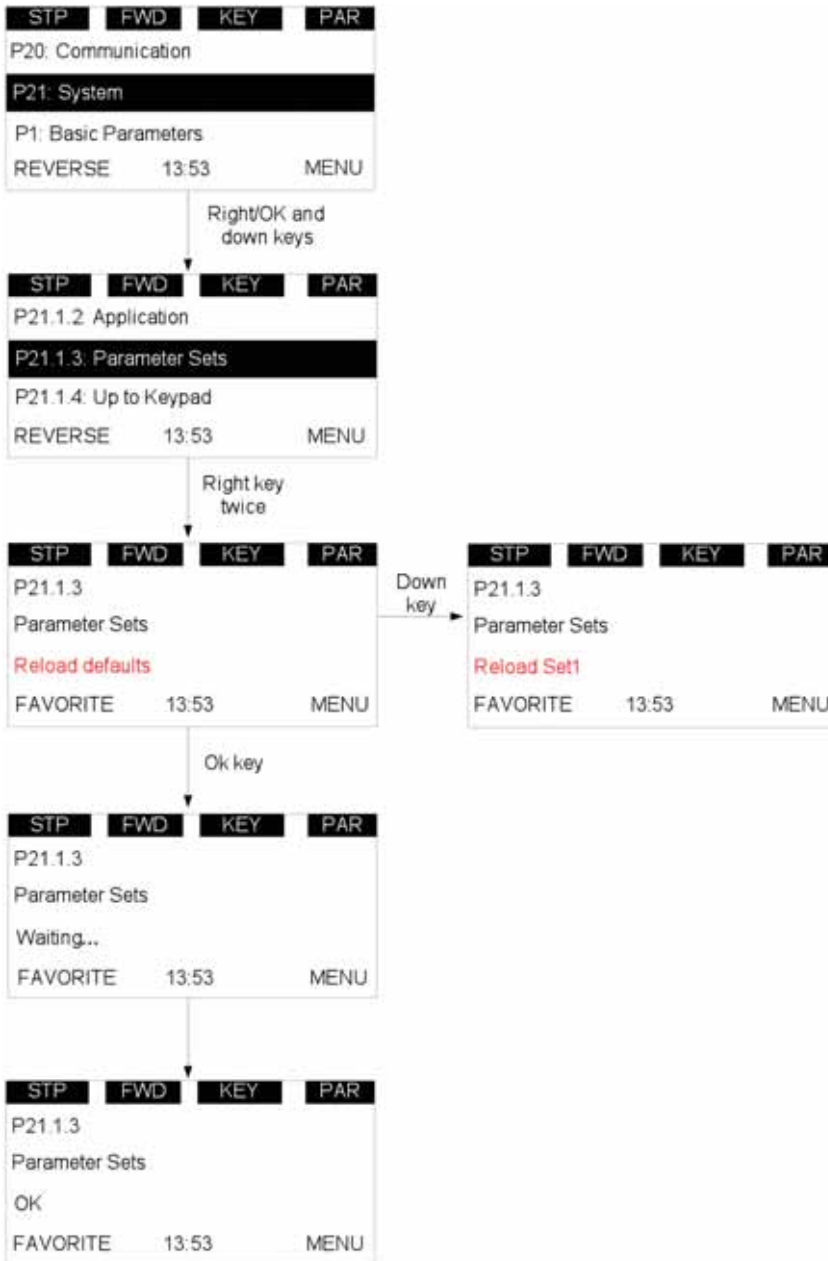 STP FWD KEY PAR
P20: Communication
P21: System
P1: Basic Parameters
REVERSE 13:53 MENU
Right/OK and
down keys
STP FWD KEY PAR
P21.1.2 Application
P21.1.3: Parameter Sets
P21.1.4: Up to Keypad
REVERSE 13:53 MENU
Right key
twice
STP FWD KEY PAR
P21.1.3
Parameter Sets
Reload defaults
FAVORITE 13:53 MENU
Down
key
STP FWD KEY PAR
P21.1.3
Parameter Sets
Reload Set1
FAVORITE 13:53 MENU
Ok key
STP FWD KEY PAR
P21.1.3
Parameter Sets
Waiting...
FAVORITE 13:53 MENU
STP FWD KEY PAR
P21.1.3
Parameter Sets
OK
FAVORITE 13:53 MENU